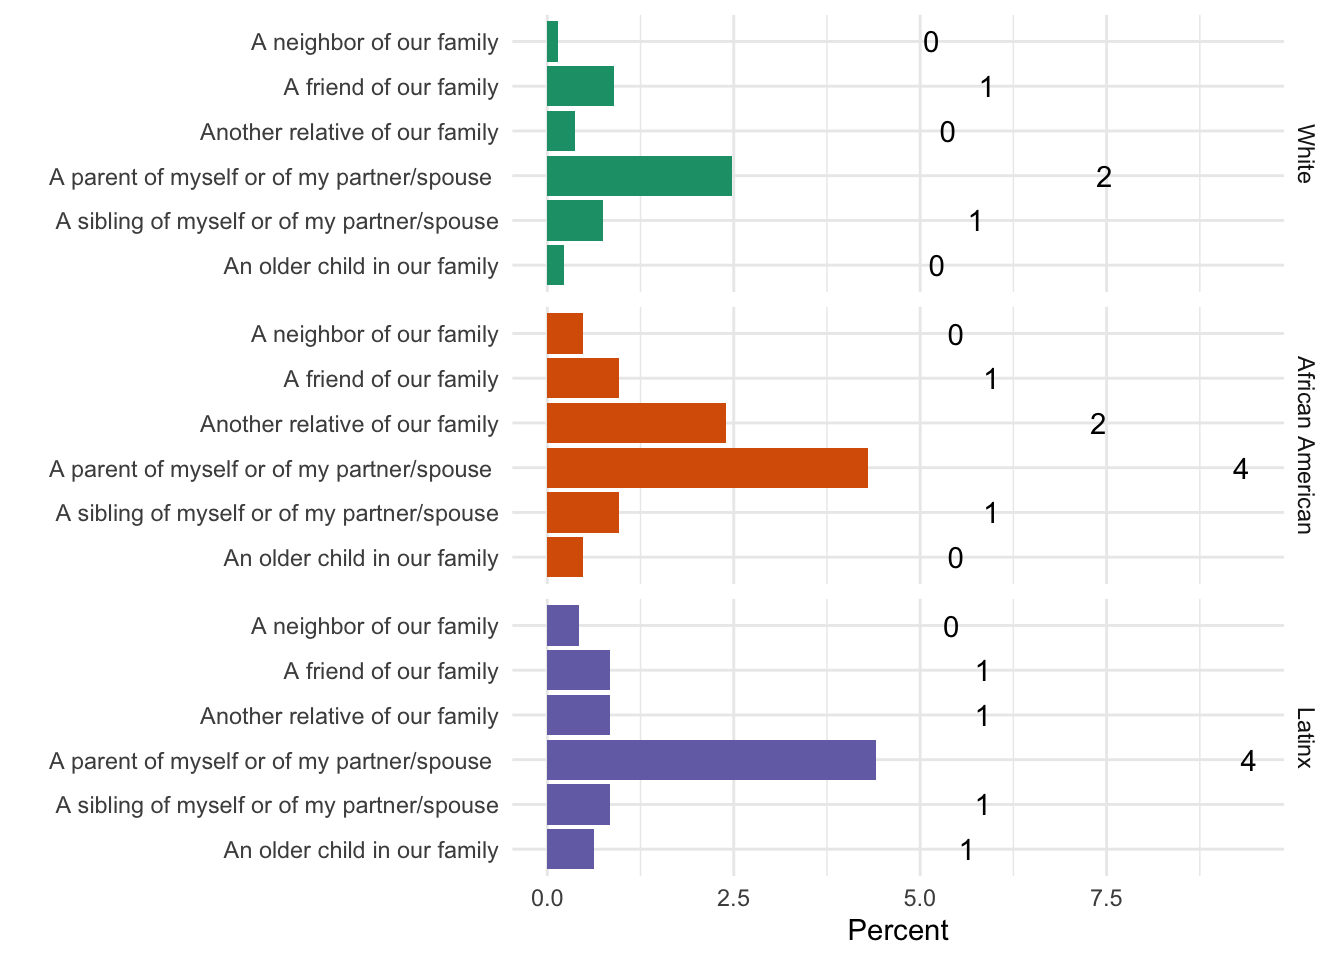 A neighbor of our family 0
A friend of our family 1
Another relative of our family 0
A parent of myself or of my partner/spouse 2
A sibling of myself or of my partner/spouse 1
An older child in our family 0
White
A neighbor of our family 0
A friend of our family 1
Another relative of our family 2
A parent of myself or of my partner/spouse 4
A sibling of myself or of my partner/spouse 1
An older child in our family 0
African American
A neighbor of our family 0
A friend of our family 1
Another relative of our family 1
A parent of myself or of my partner/spouse 4
A sibling of myself or of my partner/spouse 1
An older child in our family 1
Latinx
0.0 2.5 5.0 7.5
Percent